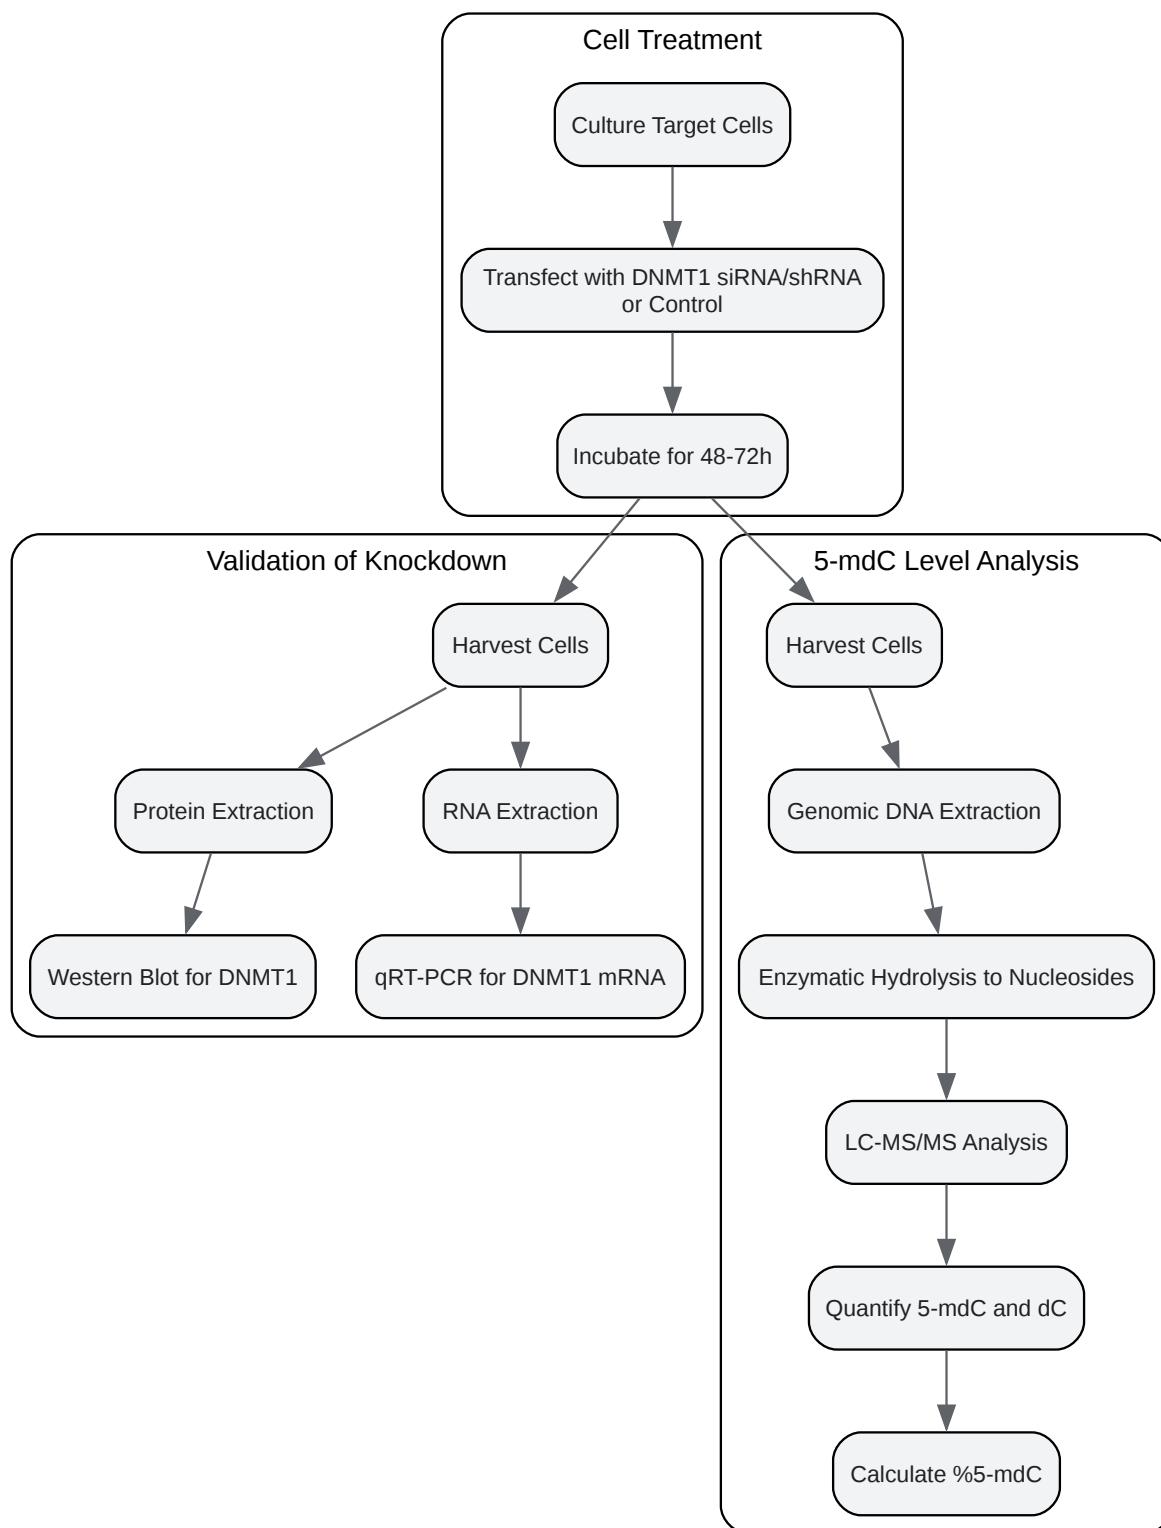 Cell Treatment
Culture Target Cells
Transfect with DNMT1 siRNA/shRNA
or Control
Incubate for 48-72h
Validation of Knockdown
Harvest Cells
Protein Extraction
RNA Extraction
Western Blot for DNMT1
qRT-PCR for DNMT1 mRNA
5-mdC Level Analysis
Harvest Cells
Genomic DNA Extraction
Enzymatic Hydrolysis to Nucleosides
LC-MS/MS Analysis
Quantify 5-mdC and dC
Calculate %5-mdC